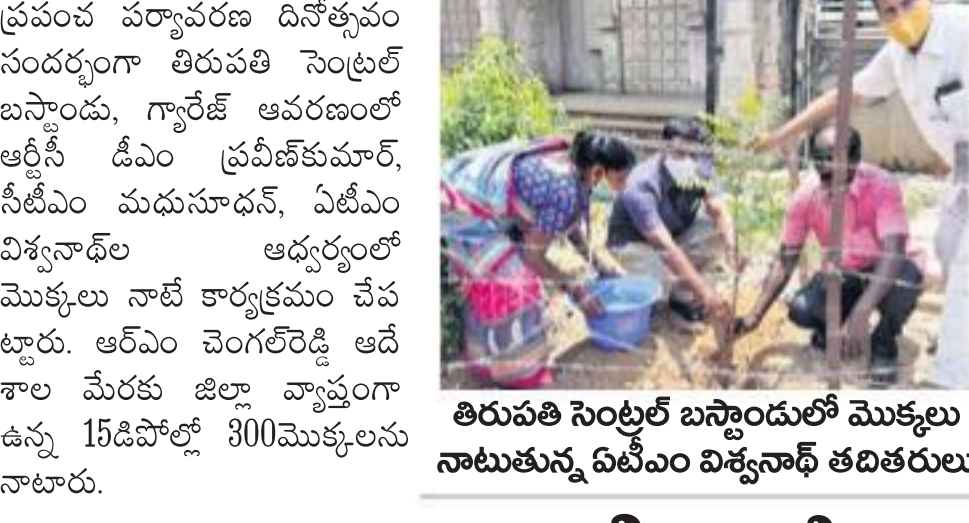 ప్రపంచ పర్యావరణ దినోత్సవం
సందర్భంగా తిరుపతి సెంట్రల్
బస్టాండు, గ్యారేజ్ ఆవరణంలో
ఆర్టీసీ డీఎం ప్రవీణ్‌కుమార్,
సీటీఎం మధుసూధన్, ఏటీఎం
విశ్వనాథ్‌ల ఆధ్వర్యంలో
మొక్కలు నాటే కార్యక్రమం చేప
ట్టారు. ఆర్ఎం చెంగల్‌రెడ్డి ఆదే
శాల మేరకు జిల్లా వ్యాప్తంగా
ఉన్న 15డిపోల్లో 300మొక్కలను
నాటారు.
తిరుపతి సెంట్రల్ బస్టాండులో మొక్కలు
నాటుతున్న ఏటీఎం విశ్వనాథ్ తదితరులు